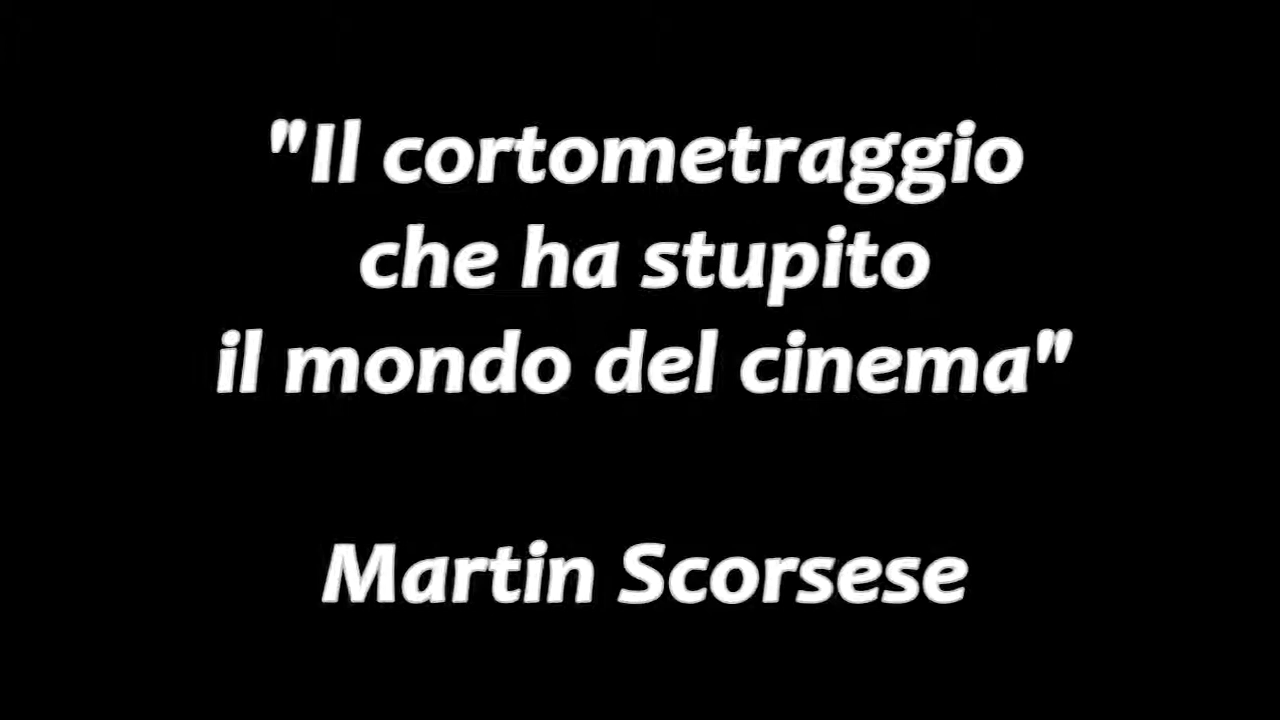 "Il cortometraggio
che ha stupito
il mondo del cinema"
Martin Scorsese